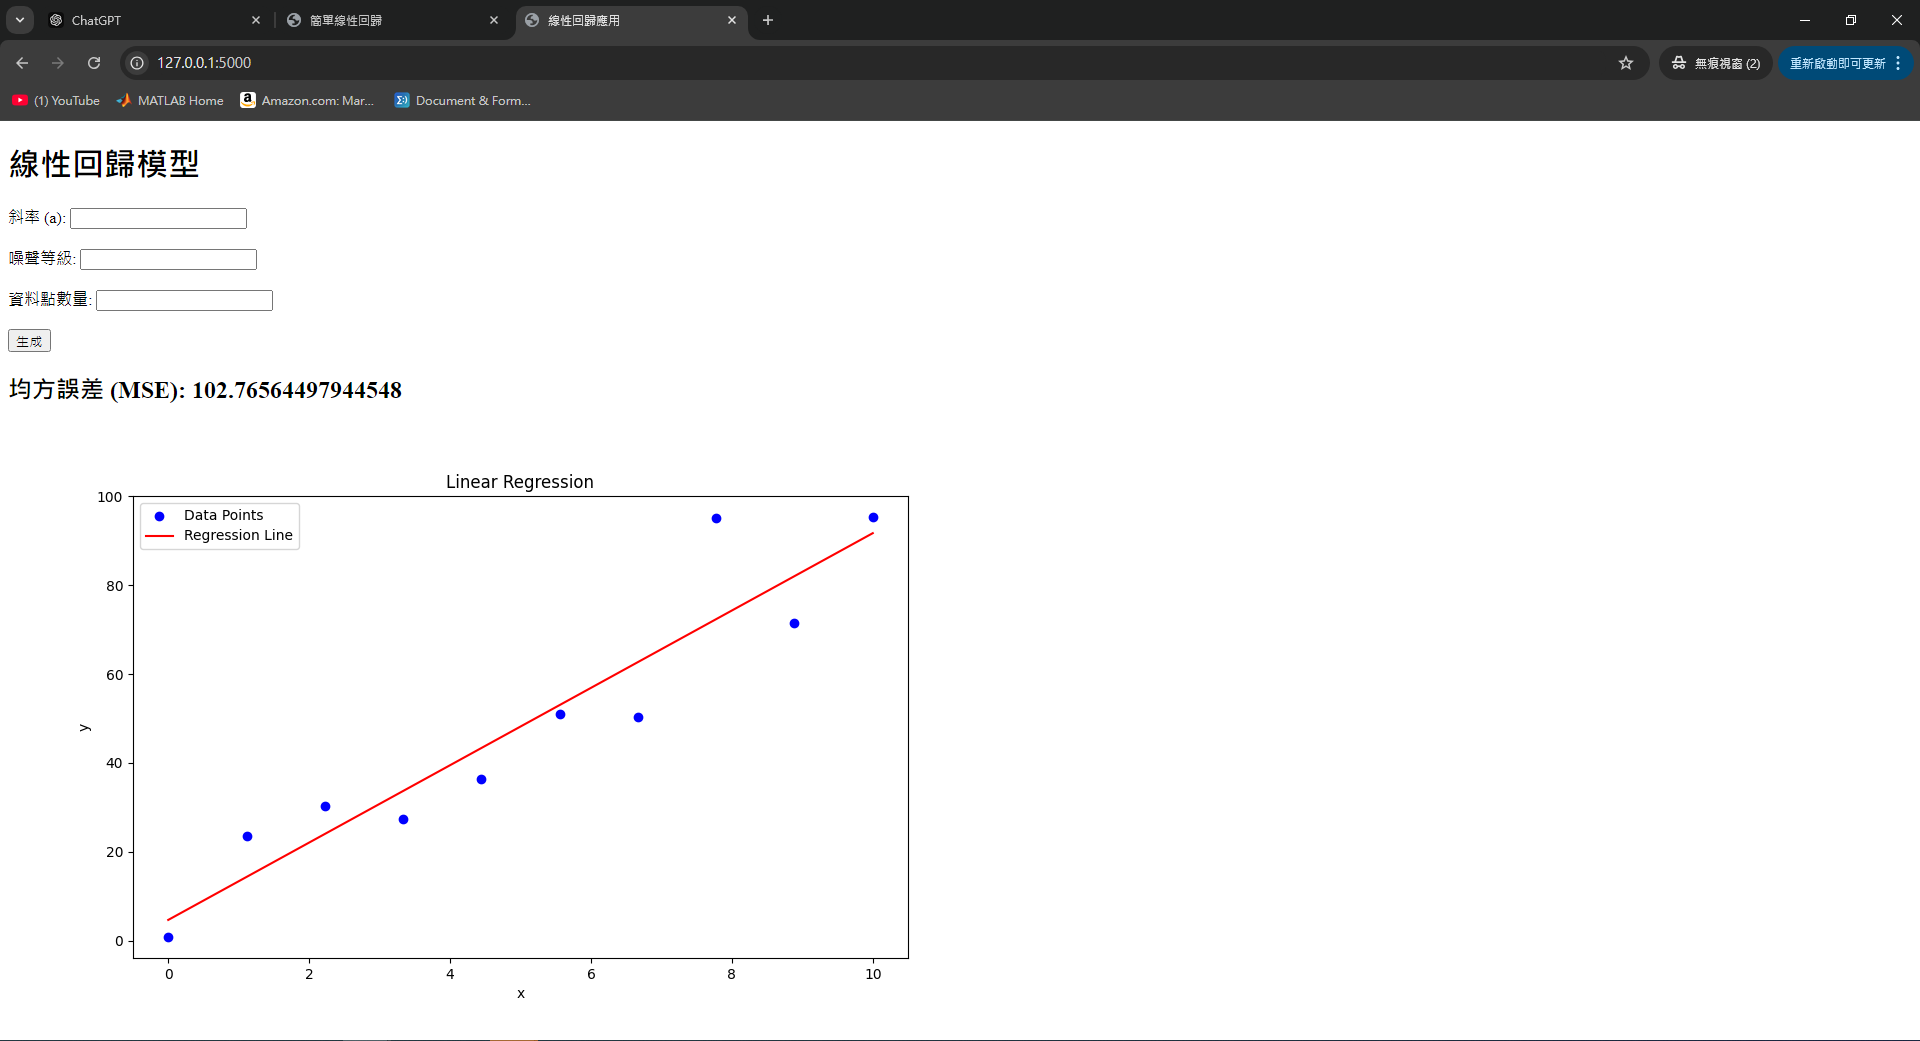 ChatGPT
簡單線性回歸
線性回歸應用
127.0.0.1:5000
無痕視窗 (2)
重新啟動即可更新
(1) YouTube
MATLAB Home
Amazon.com: Mar...
Document & Form...
線性回歸模型
斜率 (a):
噪聲等級:
資料點數量:
生成
均方誤差 (MSE): 102.76564497944548
Linear Regression
Data Points
Regression Line
100
80
60
40
20
0
y
0 2 4 6 8 10
x